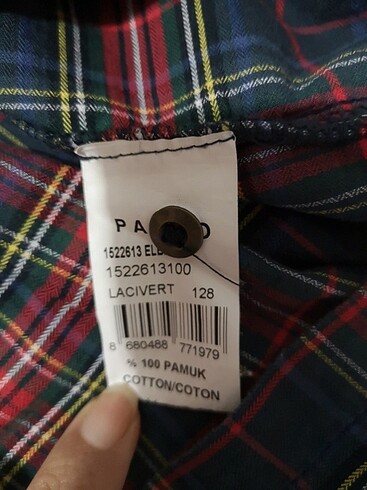 1522613
1522613100
LACIVERT 128
8 680488 771979
% 100 PAMUK
COTTON/COTON